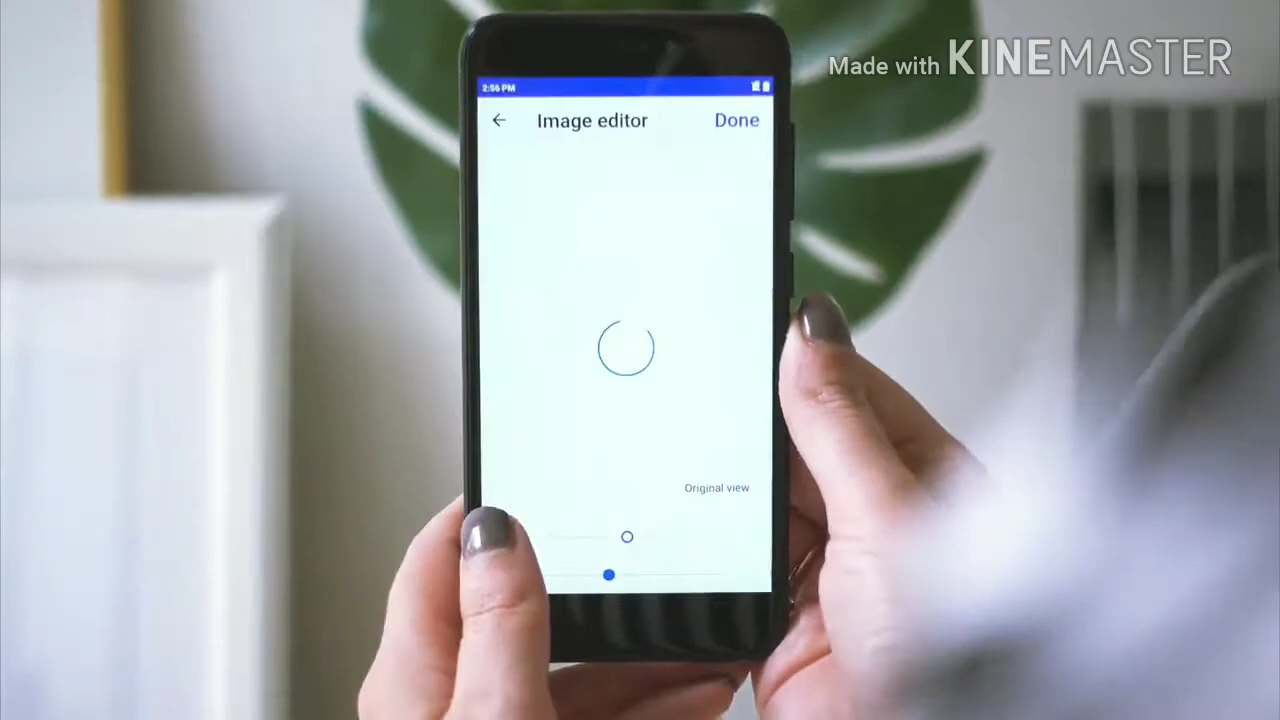 Made with KINEMASTER
2:56 PM
Image editor
Done
Original view